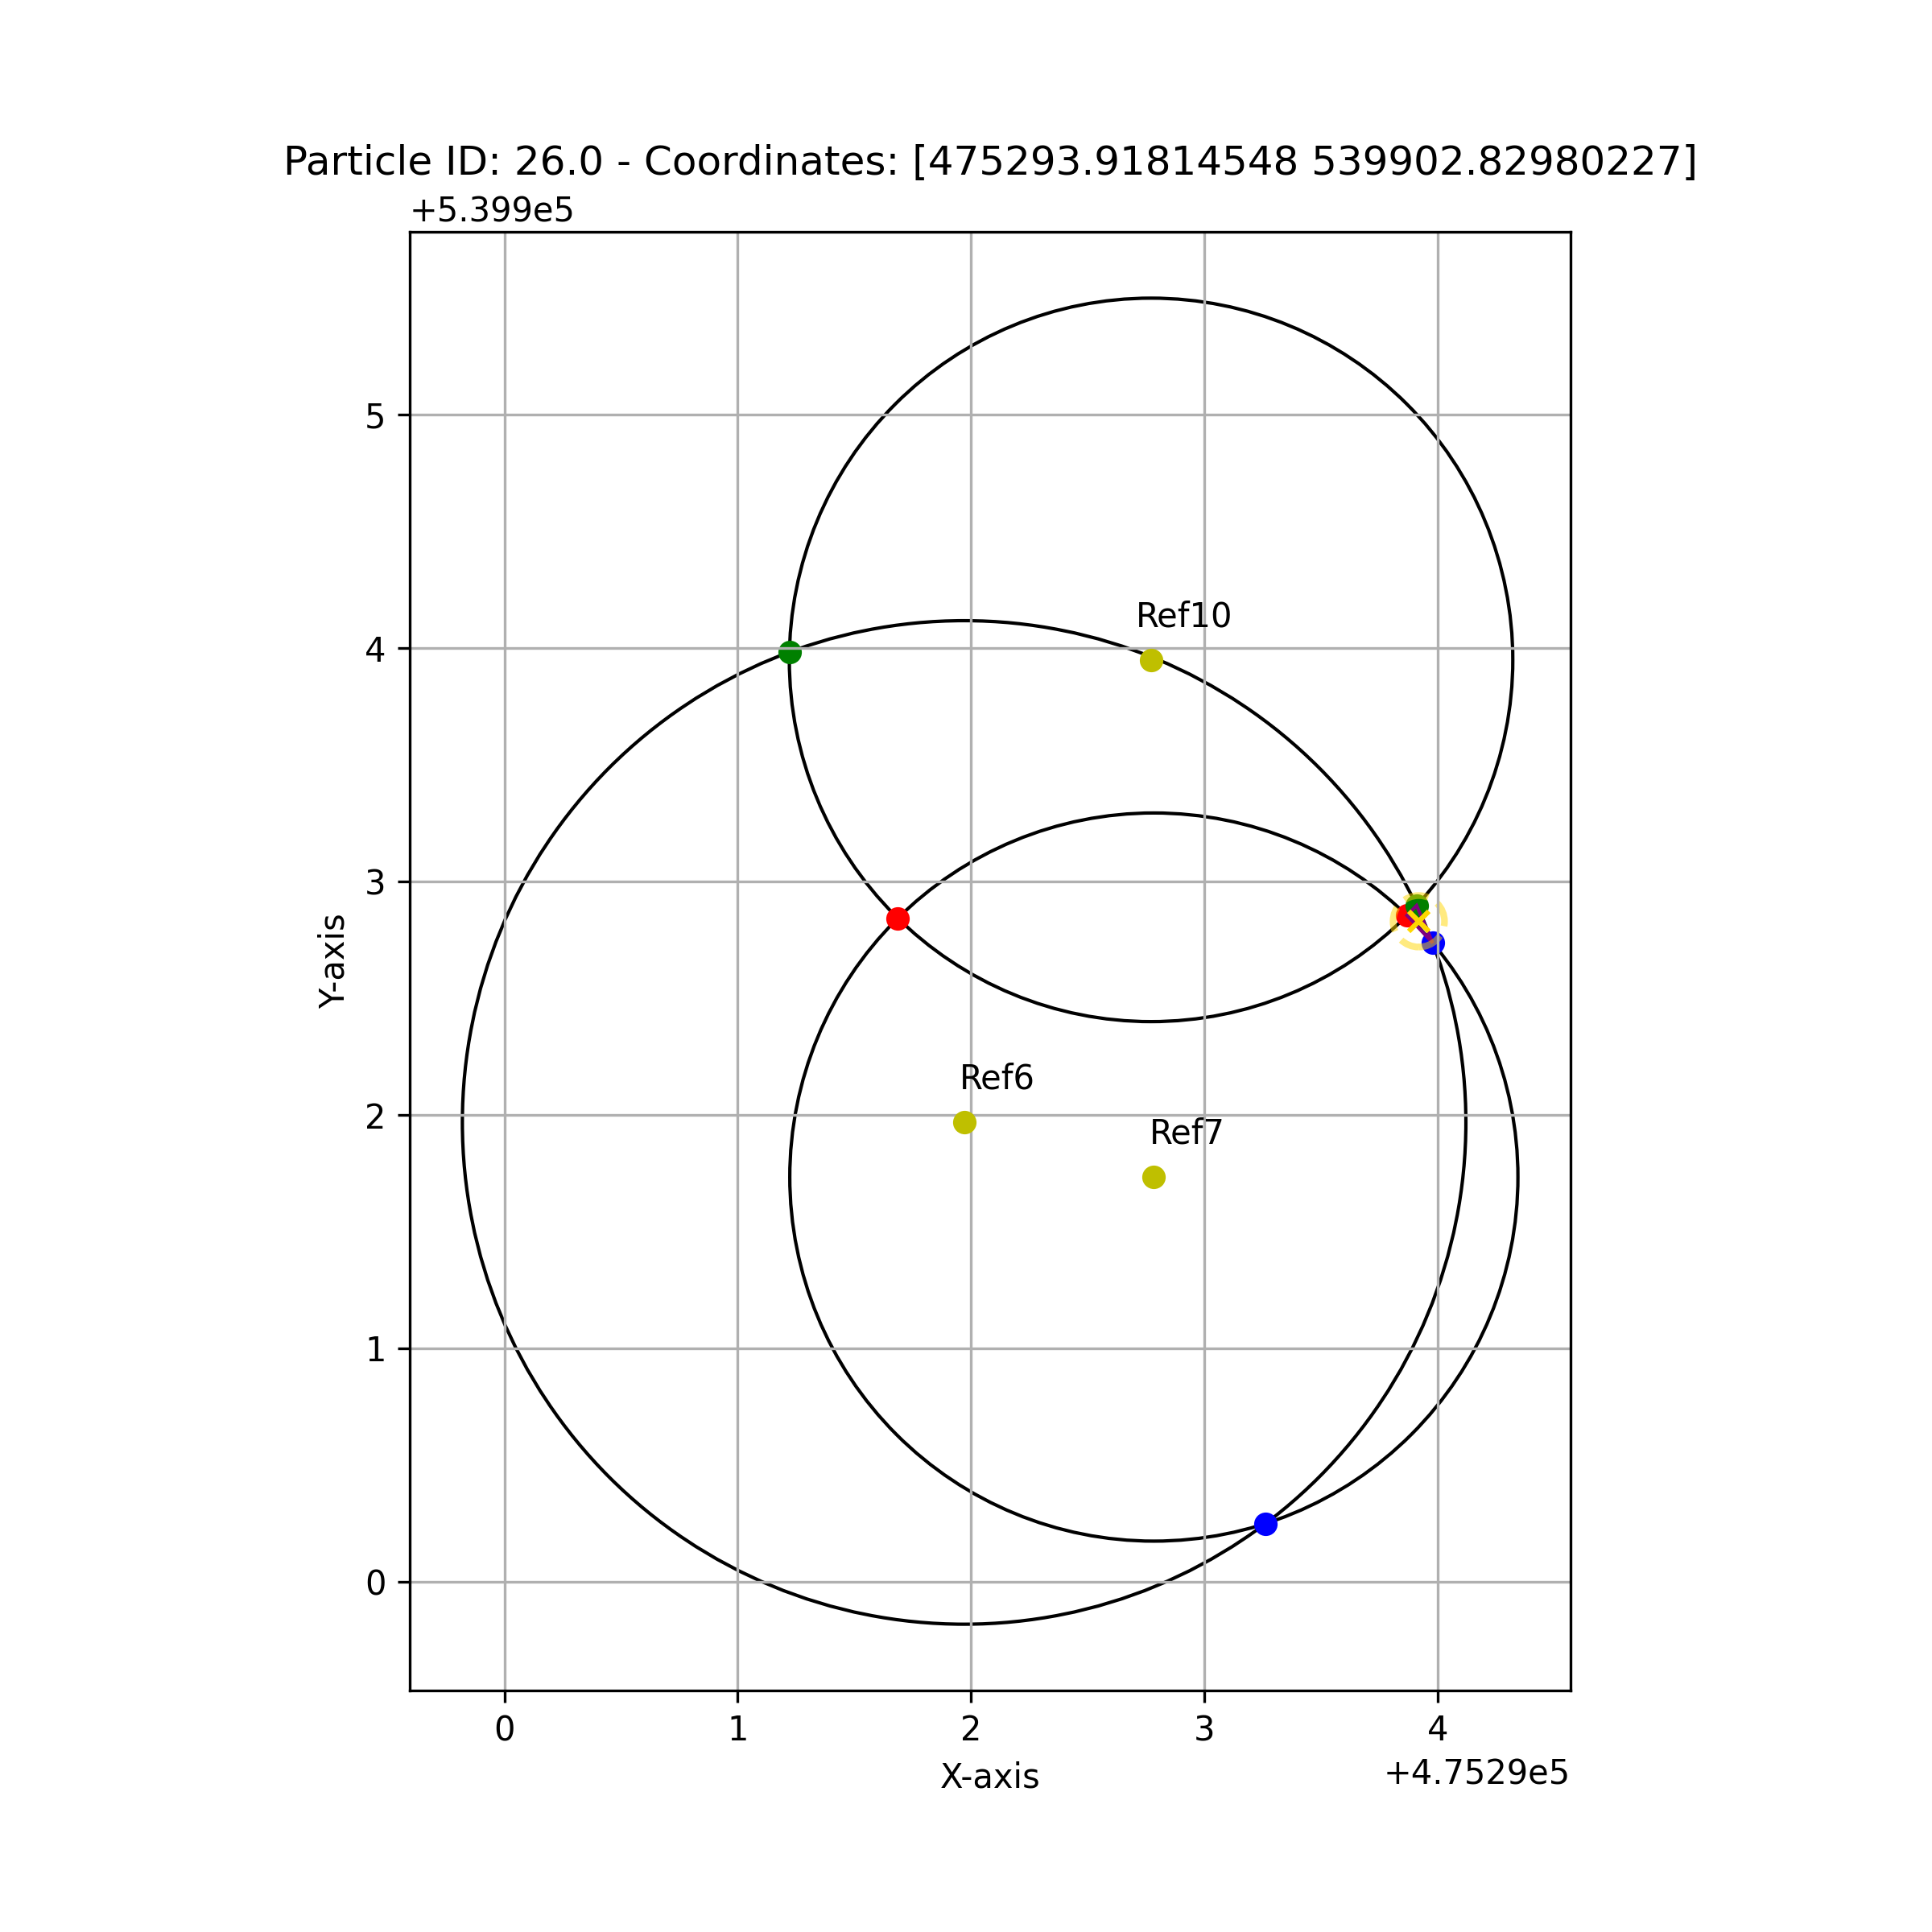 Particle ID: 26.0 - Coordinates: [475293.91814548 539902.82980227]
+5.399e5
5
4
3
2
1
0
Y-axis
Ref10
Ref6
Ref7
0 1 2 3 4
X-axis
+4.7529e5